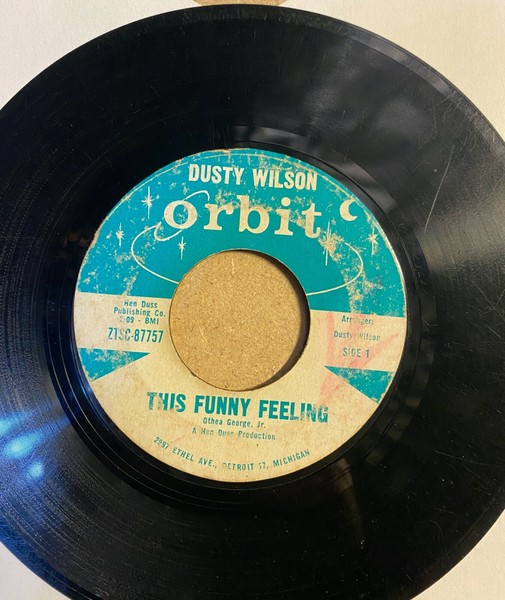 DUSTY WILSON
orbit
Hen Duss
Publishing Co.
2:09 - BMI
ZTSC-87757
Arranger:
Dusty Wilson
SIDE 1
THIS FUNNY FEELING
Othea George, Jr.
A Hen Duss Production
2297 ETHEL AVE., DETROIT 17, MICHIGAN